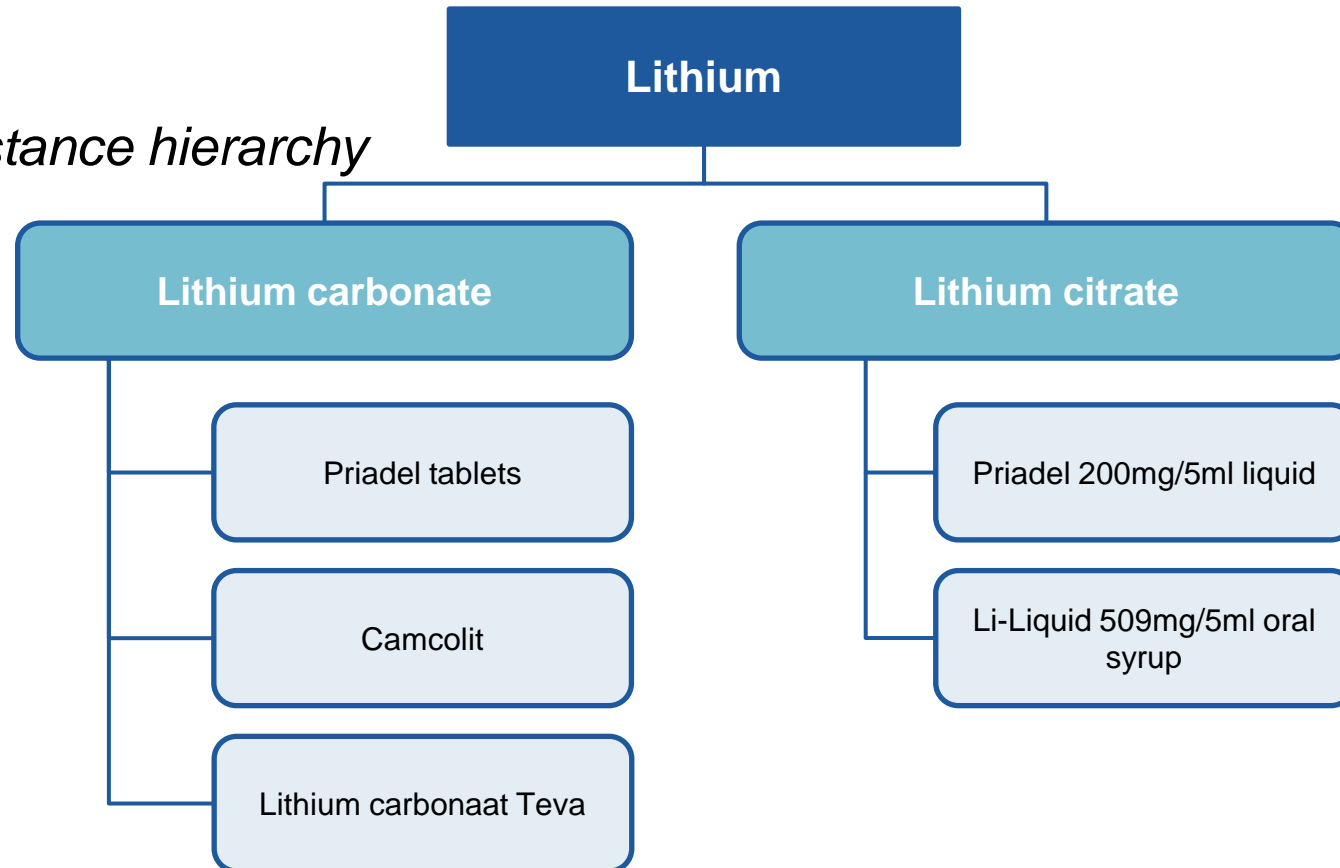 Lithium
stance hierarchy
Lithium carbonate
Lithium citrate
Priadel tablets
Priadel 200mg/5ml liquid
Camcolit
Li-Liquid 509mg/5ml oral
syrup
Lithium carbonaat Teva